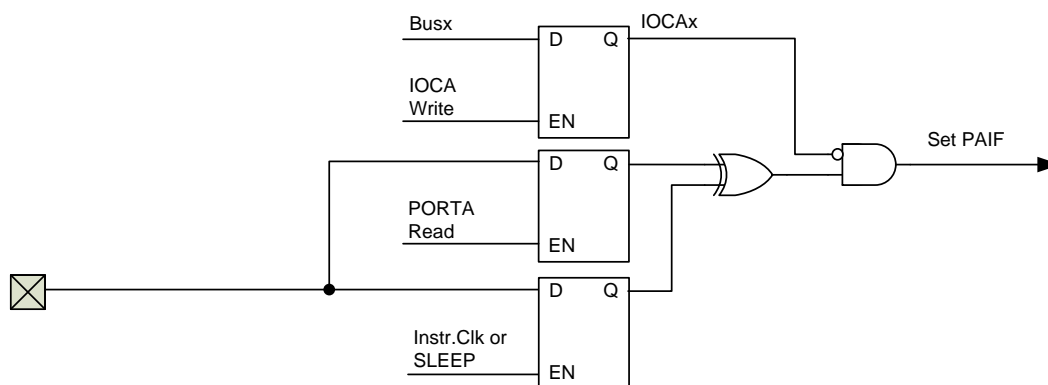 Busx
IOCAx
D Q
IOCA
Write
EN
Set PAIF
D Q
PORTA
Read
EN
D Q
Instr.Clk or
SLEEP
EN